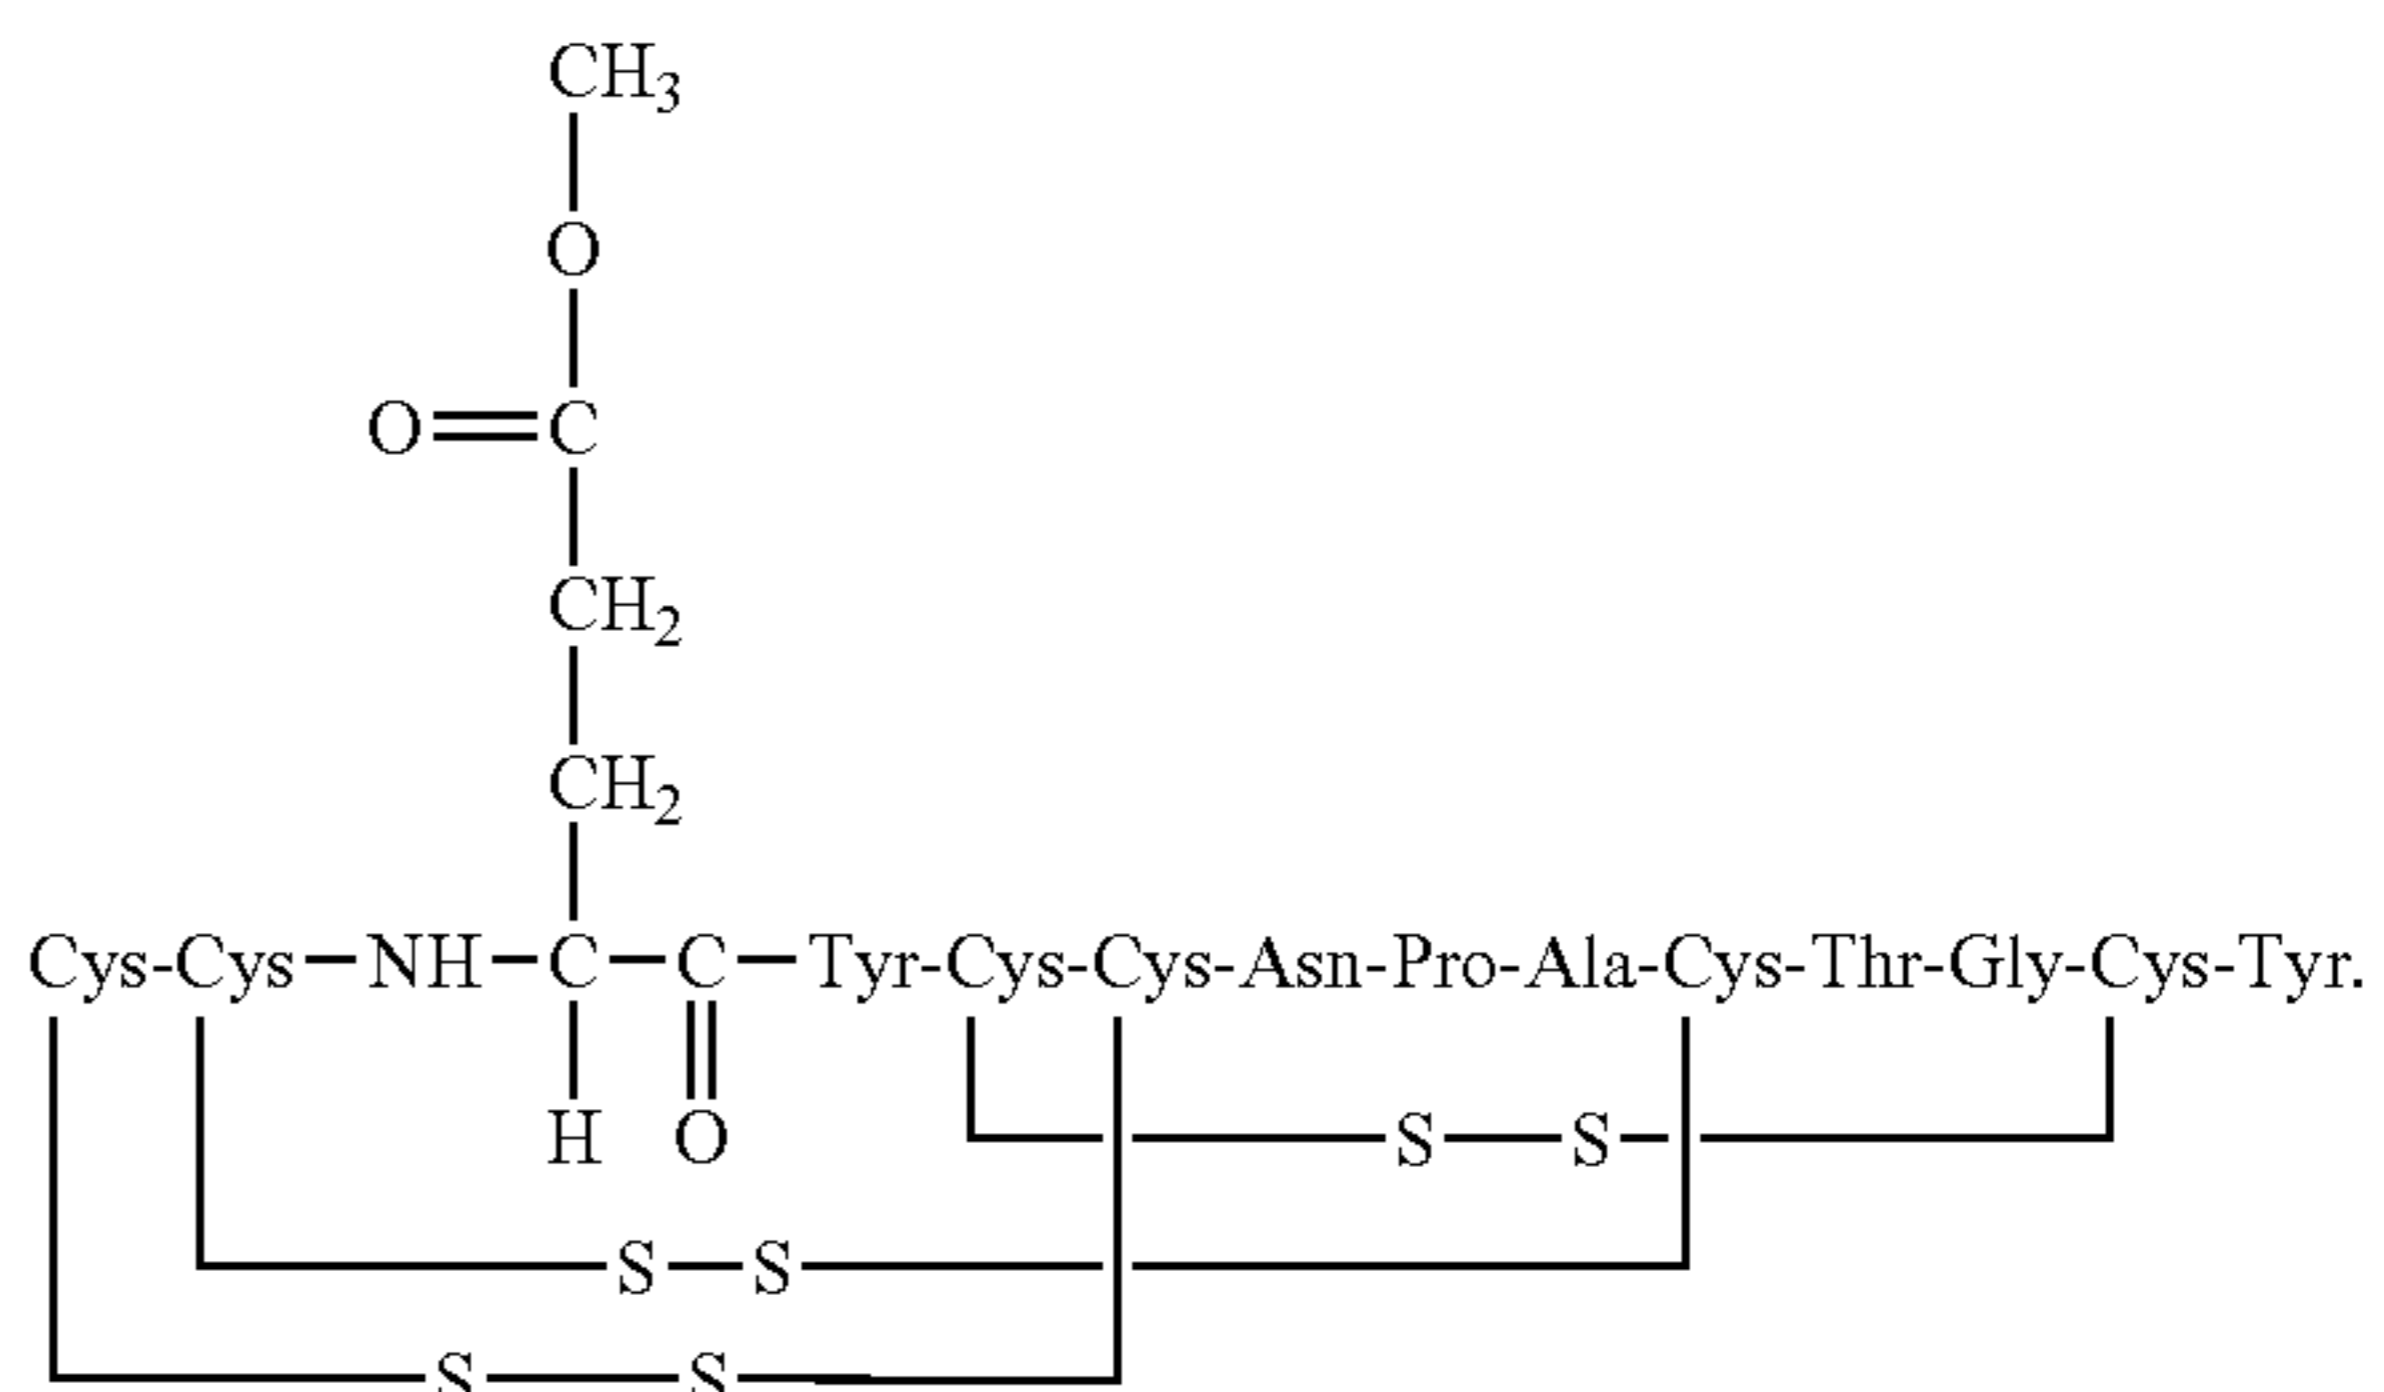 CH3
O
O=C
CH2
CH2
Cys-Cys—NH—C—C—Tyr-Cys-Cys-Asn-Pro-Ala-Cys-Thr-Gly-Cys-Tyr.
H O S—S
S—S
S—S